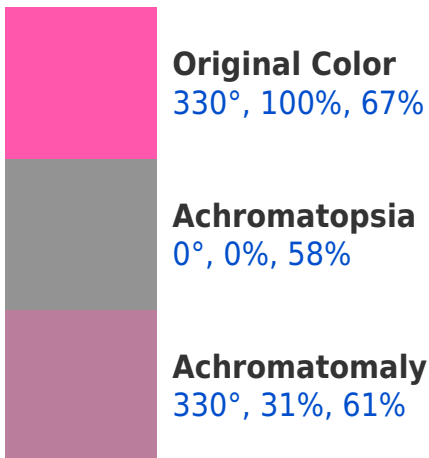 Original Color
330°, 100%, 67%
Achromatopsia
0°, 0%, 58%
Achromatomaly
330°, 31%, 61%